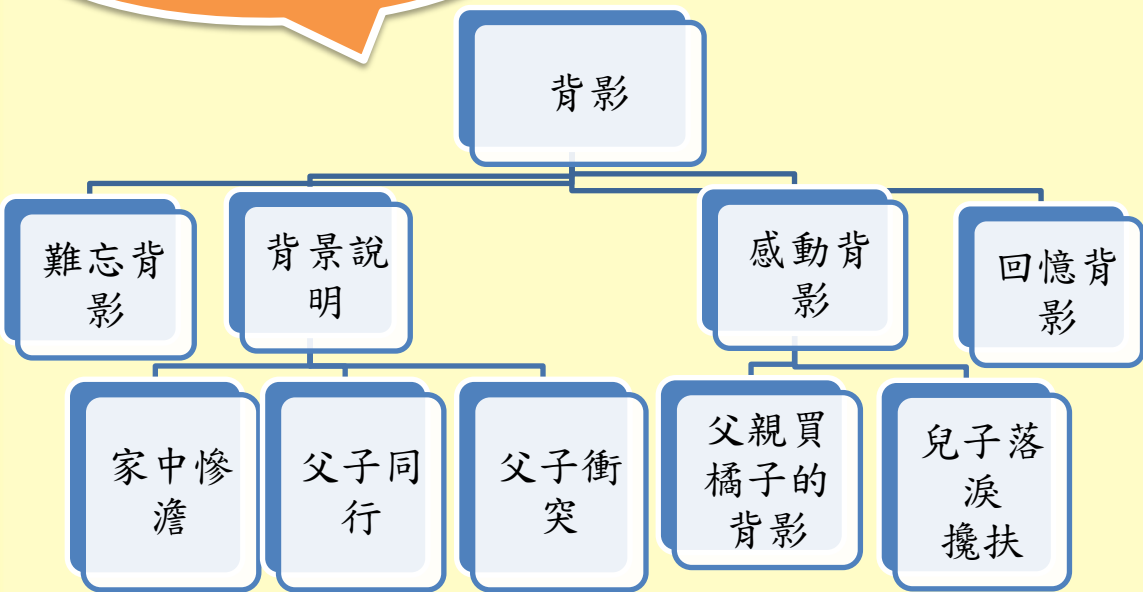 背影
難忘背
影
背景說
明
感動背
影
回憶背
影
家中慘
澹
父子同
行
父子衝
突
父親買
橘子的
背影
兒子落
淚
攙扶